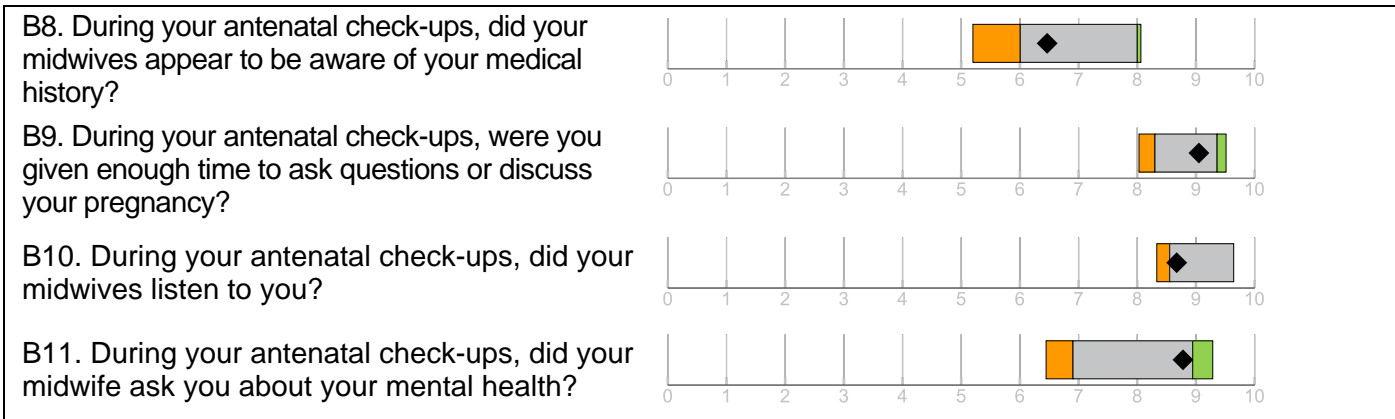 B8. During your antenatal check-ups, did your
midwives appear to be aware of your medical
history?
0 1 2 3 4 5 6 7 8 9 10
B9. During your antenatal check-ups, were you
given enough time to ask questions or discuss
your pregnancy?
0 1 2 3 4 5 6 7 8 9 10
B10. During your antenatal check-ups, did your
midwives listen to you?
0 1 2 3 4 5 6 7 8 9 10
B11. During your antenatal check-ups, did your
midwife ask you about your mental health?
0 1 2 3 4 5 6 7 8 9 10